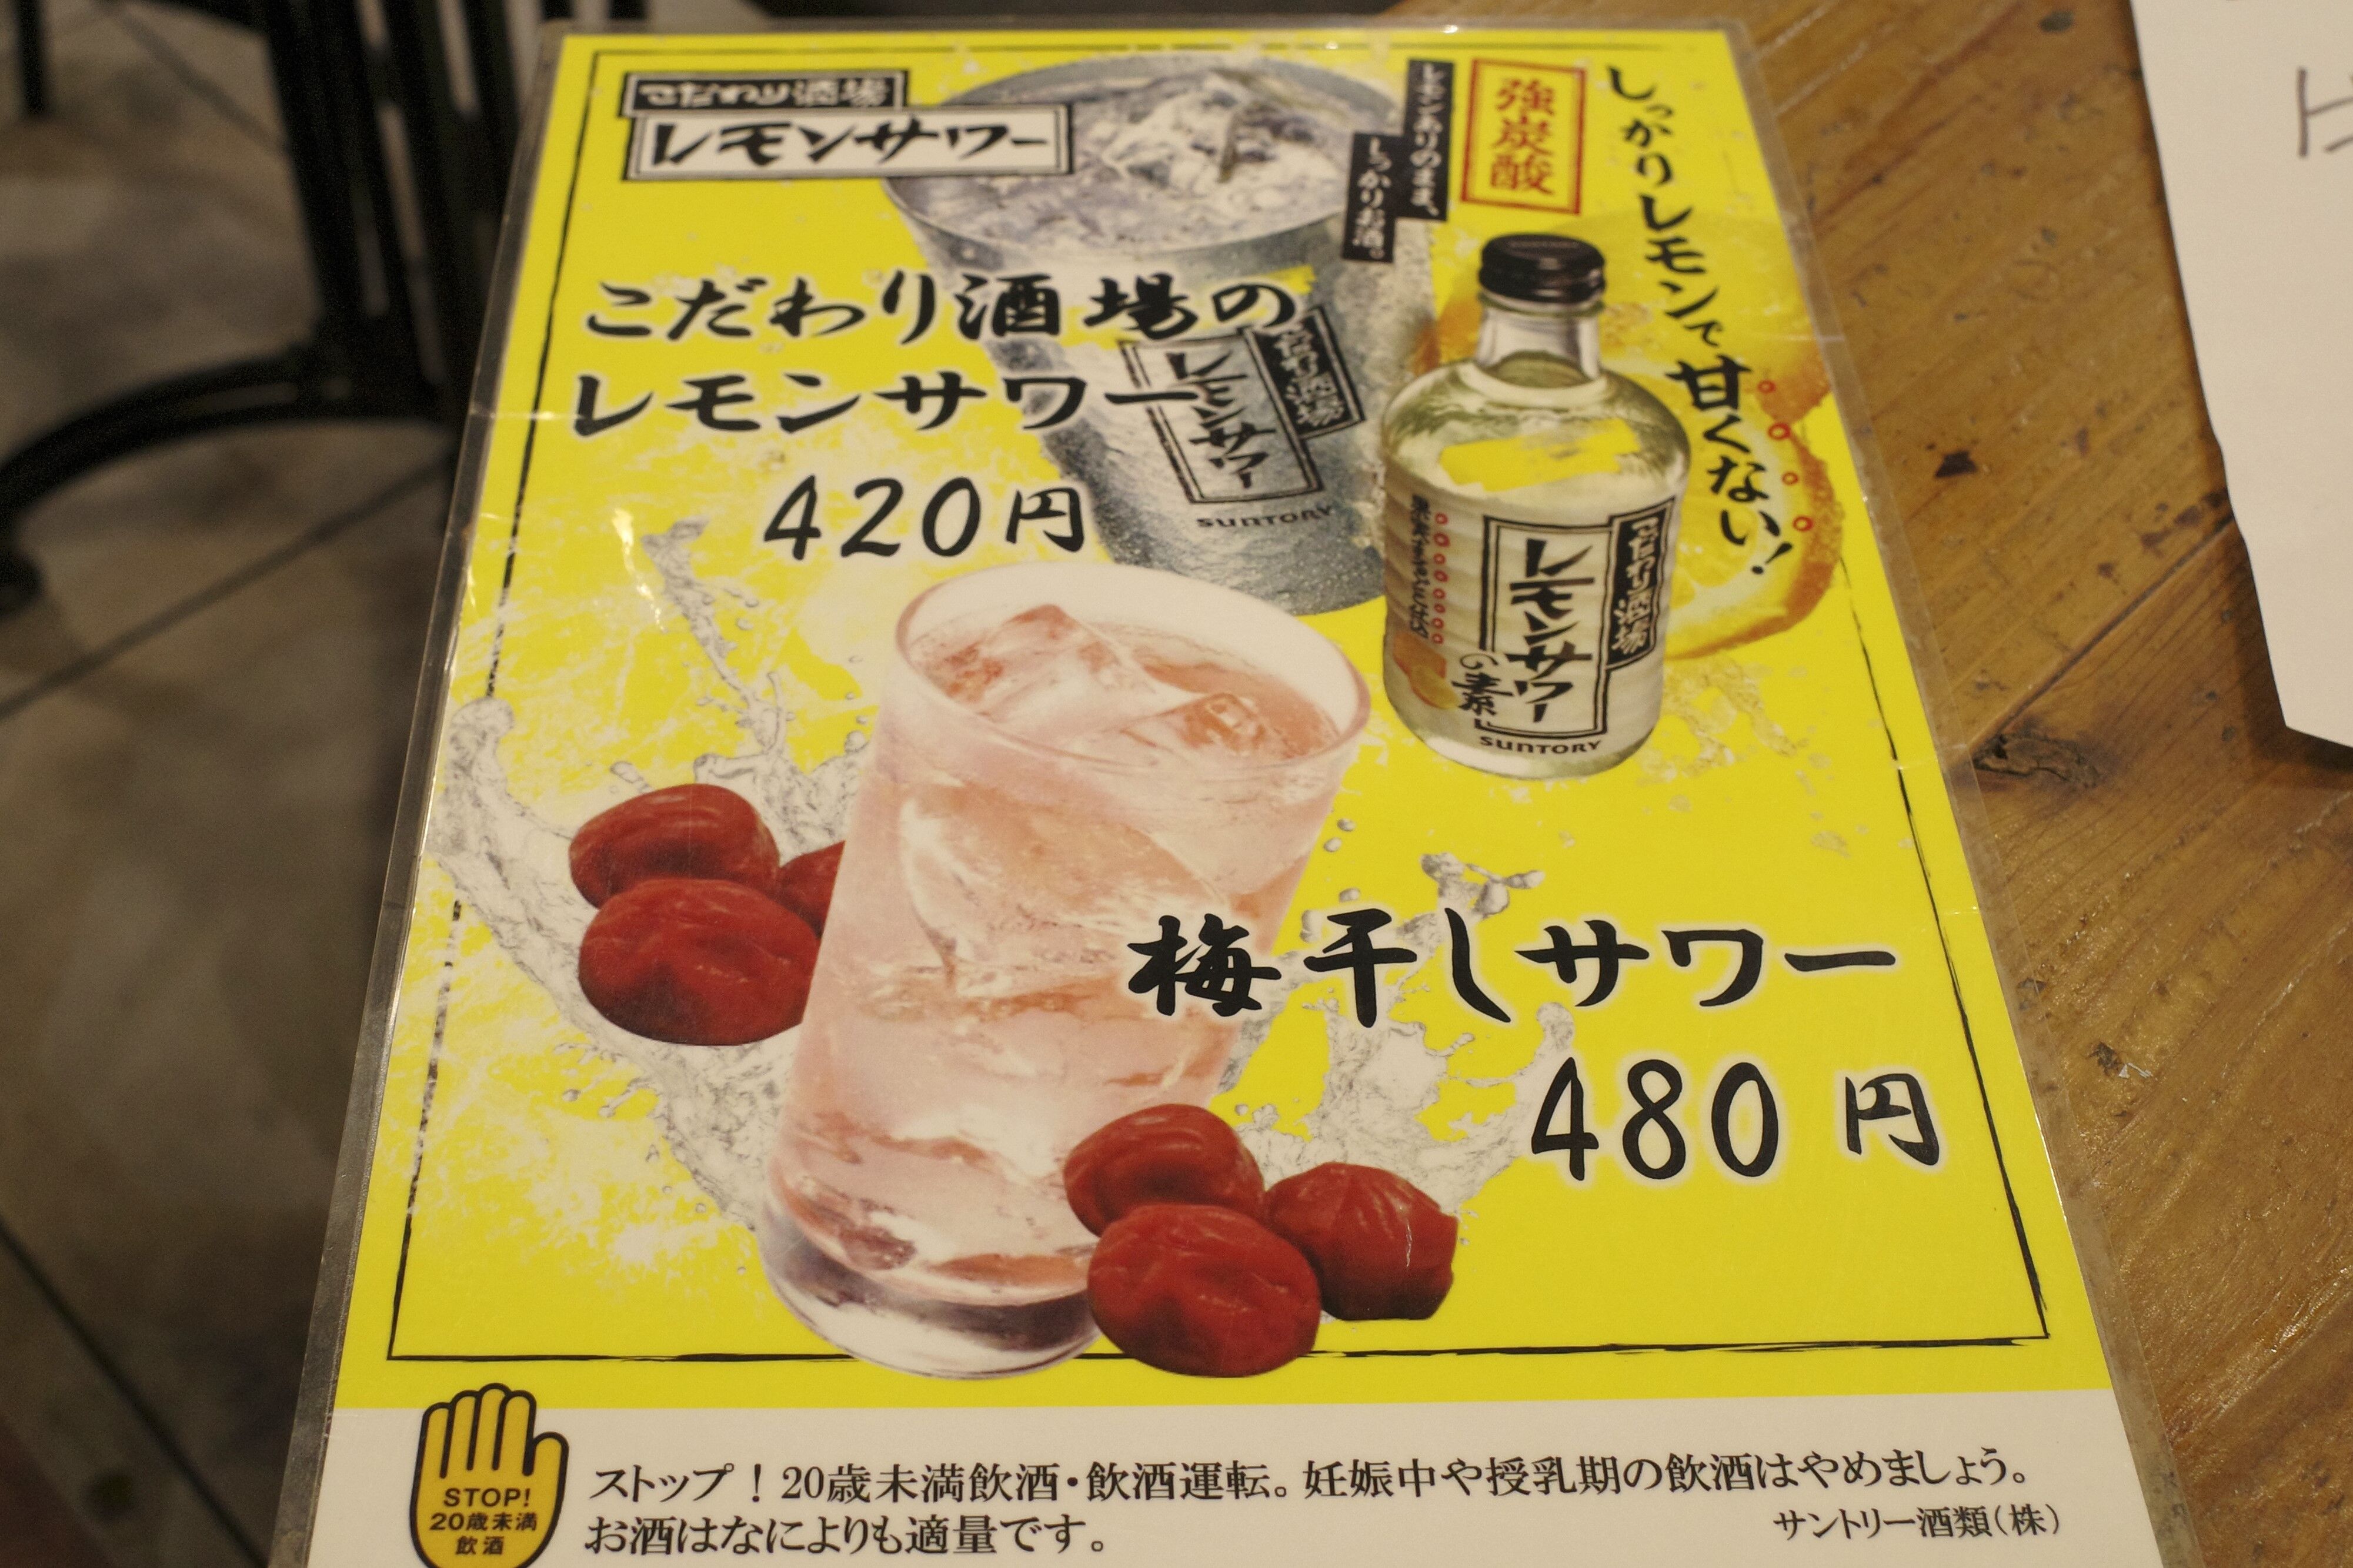 こだわり酒場
レモンサワー
レモンありのまま、
しっかりお酒。
強炭酸
しっかりレモンで甘くない!
こだわり酒場の
レモンサワー
420円
こだわり酒場
レモンサワー
SUNTORY
こだわり酒場
レモンサワー
の素
SUNTORY
梅干しサワー
480円
STOP!
20歳未満
飲酒
ストップ!20歳未満飲酒・飲酒運転。妊娠中や授乳期の飲酒はやめましょう。
お酒はなによりも適量です。
サントリー酒類(株)